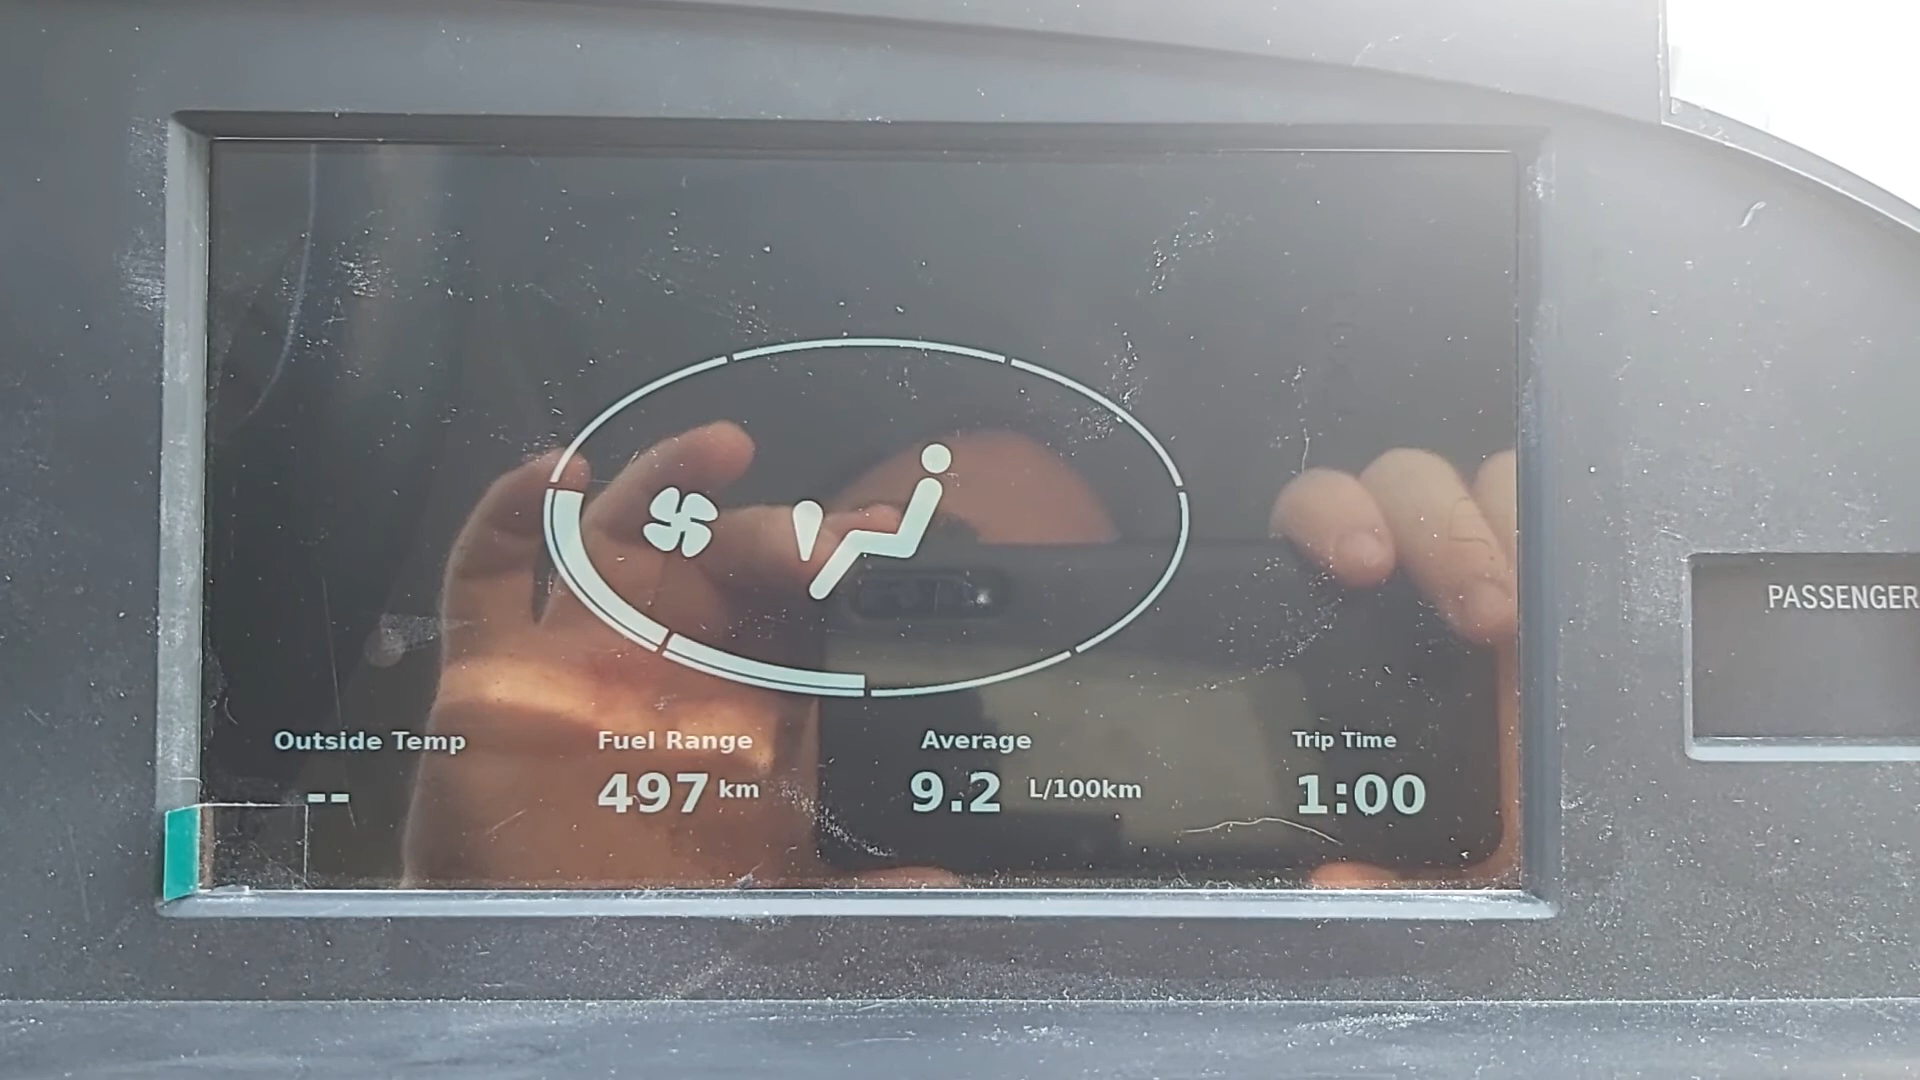 Outside Temp
--
Fuel Range
497 km
Average
9.2 L/100km
Trip Time
1:00
PASSENGER